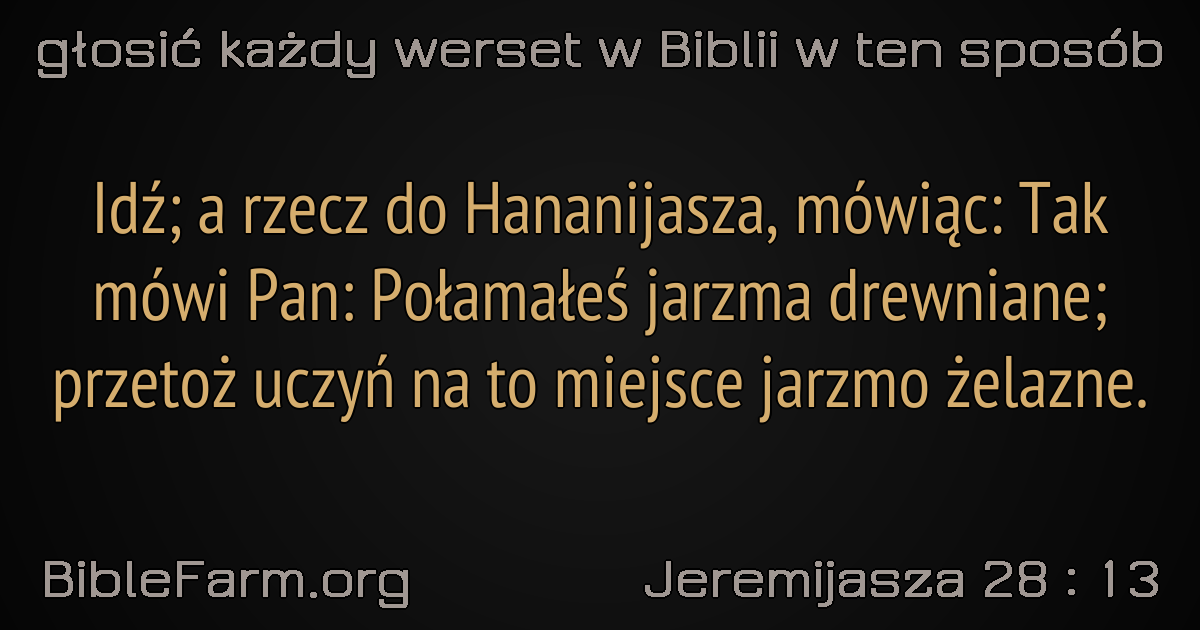 głosić każdy werset w Biblii w ten sposób
Idź; a rzecz do Hananijasza, mówiąc: Tak
mówi Pan: Połamałeś jarzma drewniane;
przetoż uczyń na to miejsce jarzmo żelazne.
BibleFarm.org
Jeremijasza 28 : 13